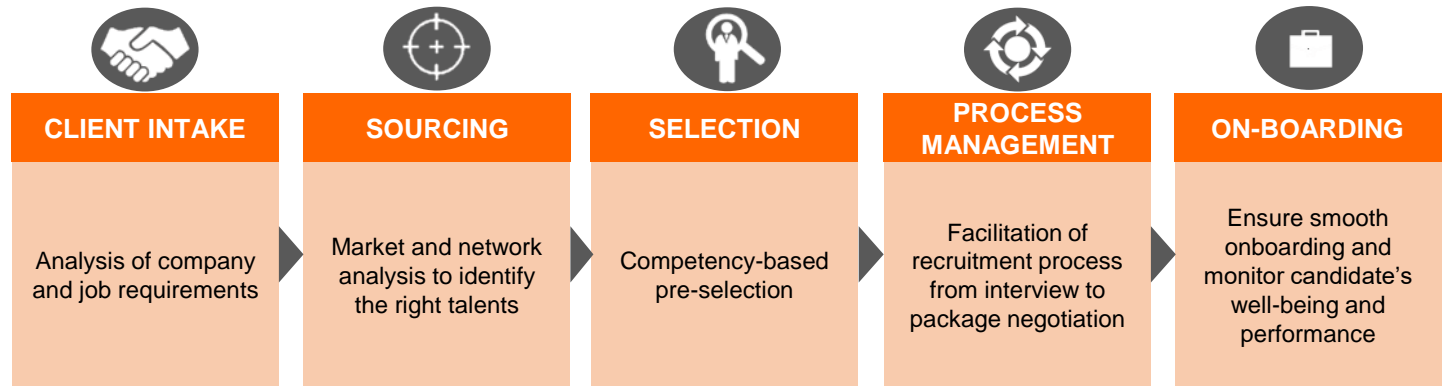 CLIENT INTAKE
Analysis of company
and job requirements
SOURCING
Market and network
analysis to identify
the right talents
SELECTION
Competency-based
pre-selection
PROCESS
MANAGEMENT
Facilitation of
recruitment process
from interview to
package negotiation
ON-BOARDING
Ensure smooth
onboarding and
monitor candidate’s
well-being and
performance